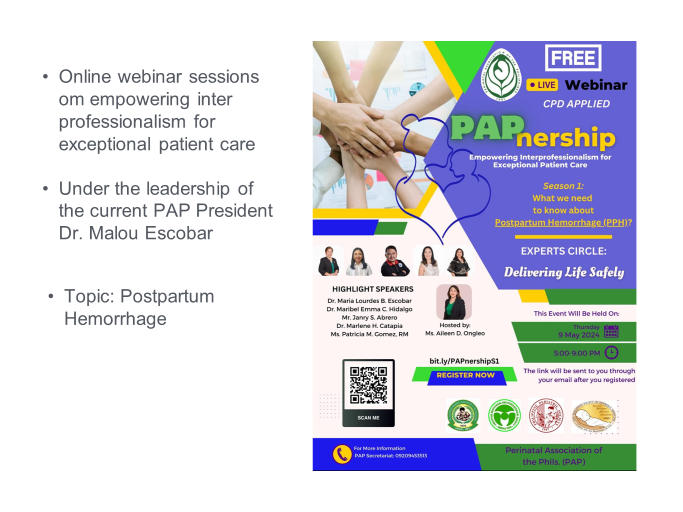 • Online webinar sessions
om empowering inter
professionalism for
exceptional patient care
• Under the leadership of
the current PAP President
Dr. Malou Escobar
• Topic: Postpartum
Hemorrhage
FREE
• LIVE Webinar
CPD APPLIED
PAPnership
Empowering Interprofessionalism for
Exceptional Patient Care
Season 1:
What we need
to know about
Postpartum Hemorrhage (PPH)?
EXPERTS CIRCLE:
Delivering Life Safely
HIGHLIGHT SPEAKERS
Dr. Maria Lourdes B. Escobar
Dr. Maribel Emma C. Hidalgo
Mr. Janry S. Abrero
Dr. Marlene H. Catapia
Ms. Patricia M. Gomez, RM
Hosted by:
Ms. Aileen D. Ongleo
This Event Will Be Held On:
Thursday
9 May 2024
5:00-9:00 PM
The link will be sent to you through
your email after you registered
bit.ly/PAPnershipS1
REGISTER NOW
SCAN ME
For More Information
PAP Secretariat: 09209453513
Perinatal Association of
the Phils. (PAP)